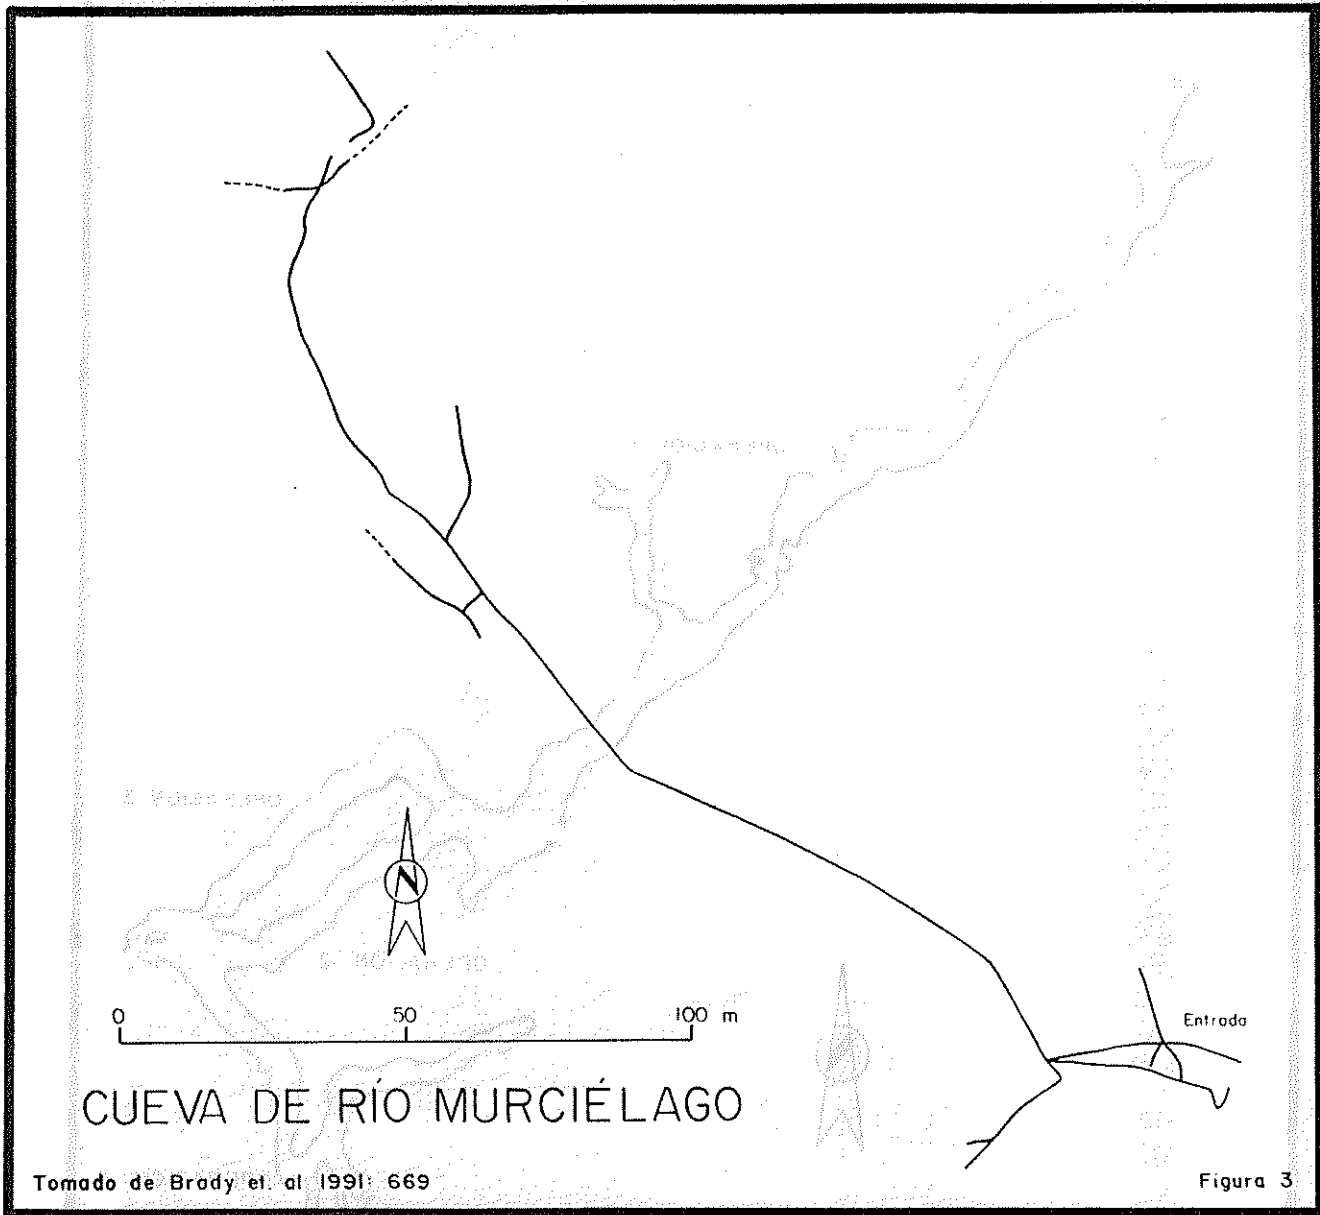 Entrada
N
0 50 100 m
CUEVA DE RÍO MURCIÉLAGO
Tomado de Brady et. al 1991: 669
Figura 3